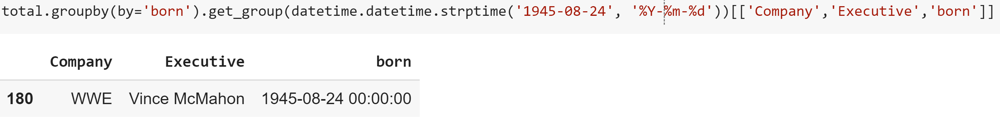 total.groupby(by='born').get_group(datetime.datetime.strptime('1945-08-24', '%Y-%m-%d'))[['Company','Executive','born']]
Company Executive born
180 WWE Vince McMahon 1945-08-24 00:00:00